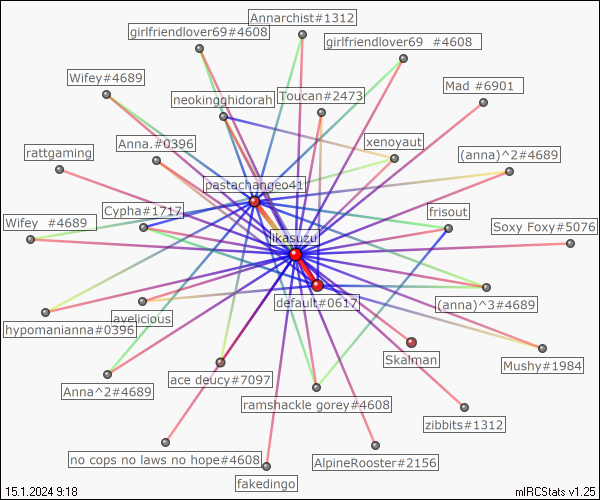 Annarchist#1312
girlfriendlover69#4608
girlfriendlover69 #4608
Wifey#4689
Mad #6901
neokingghidorah
Toucan#2473
Anna.#0396
xenoyaut
rattgaming
(anna)^2#4689
pastachangeo41
Cypha#1717
frisout
Wifey #4689
Soxy Foxy#5076
likasuzu
default#0617
(anna)^3#4689
avelicious
hypomanianna#0396
Skalman
Mushy#1984
ace deucy#7097
Anna^2#4689
ramshackle gorey#4608
zibbits#1312
no cops no laws no hope#4608
AlpineRooster#2156
fakedingo
15.1.2024 9:18
mIRCStats v1.25